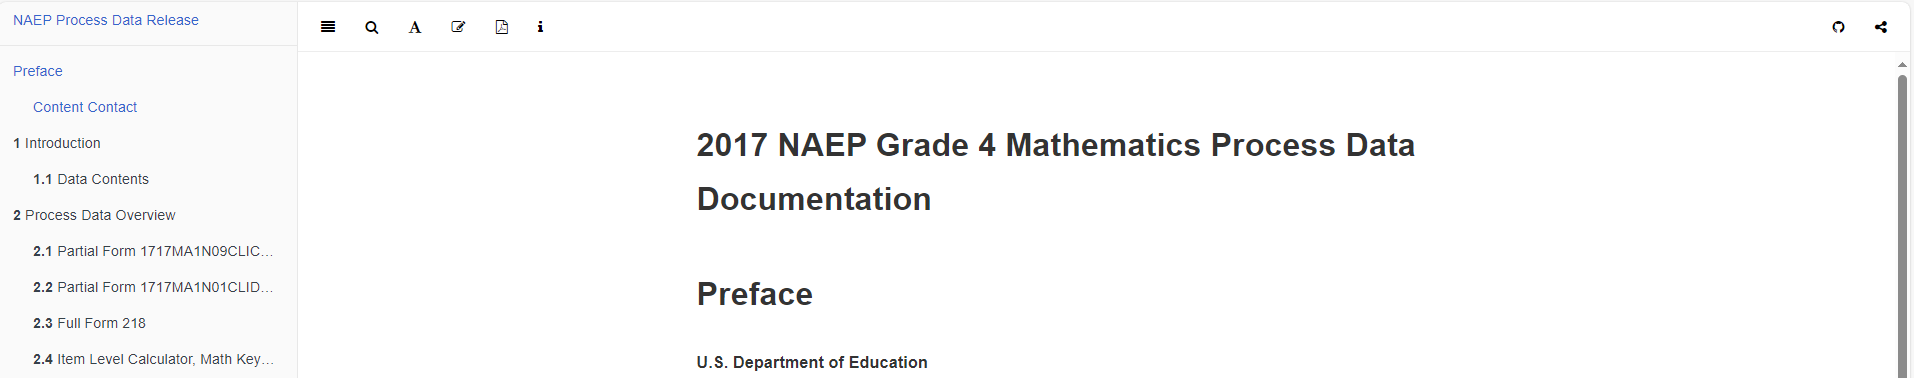 NAEP Process Data Release
Preface
Content Contact
1 Introduction
1.1 Data Contents
2 Process Data Overview
2.1 Partial Form 1717MA1N09CLIC...
2.2 Partial Form 1717MA1N01CLID...
2.3 Full Form 218
2.4 Item Level Calculator, Math Key...
A
i
2017 NAEP Grade 4 Mathematics Process Data
Documentation
Preface
U.S. Department of Education